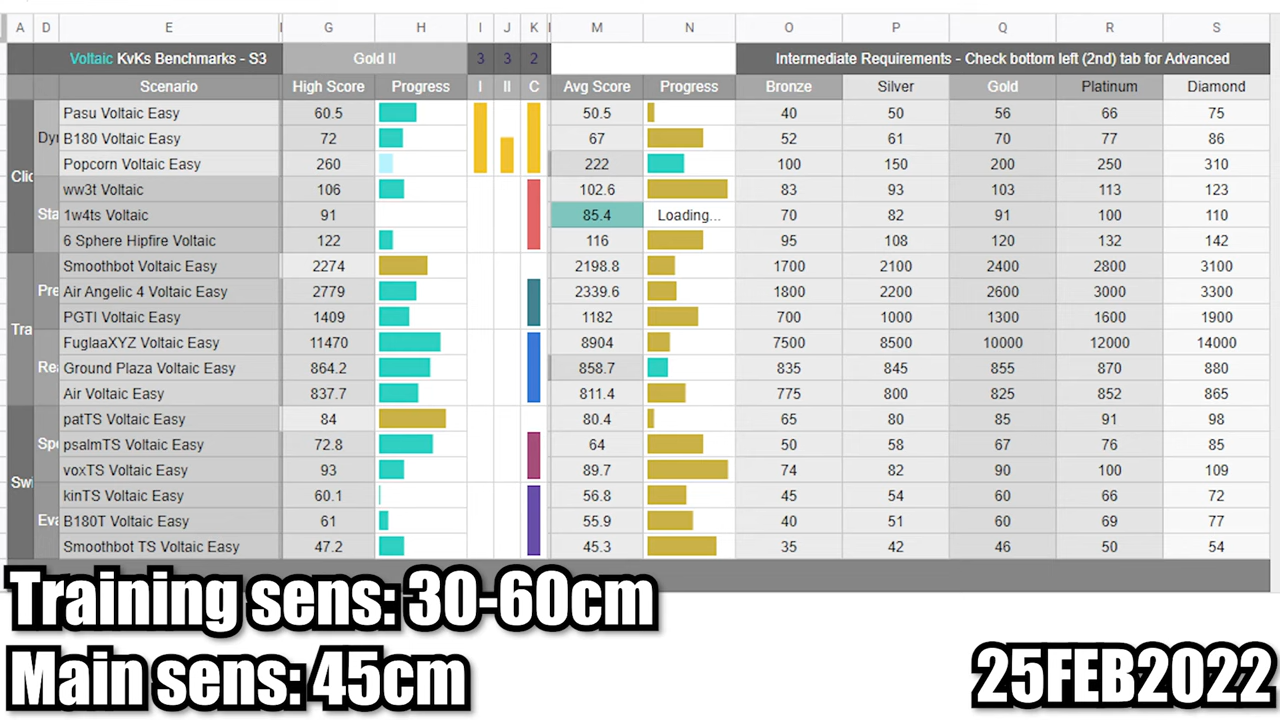 A D E G H I J K M N O P Q R S
Voltaic KvKs Benchmarks - S3 Gold II 3 3 2 Intermediate Requirements - Check bottom left (2nd) tab for Advanced
Scenario High Score Progress I II C Avg Score Progress Bronze Silver Gold Platinum Diamond
Pasu Voltaic Easy 60.5 50.5 40 50 56 66 75
Dyn B180 Voltaic Easy 72 67 52 61 70 77 86
Popcorn Voltaic Easy 260 222 100 150 200 250 310
Clic
ww3t Voltaic 106 102.6 83 93 103 113 123
Sta 1w4ts Voltaic 91 85.4 Loading... 70 82 91 100 110
6 Sphere Hipfire Voltaic 122 116 95 108 120 132 142
Smoothbot Voltaic Easy 2274 2198.8 1700 2100 2400 2800 3100
Pre Air Angelic 4 Voltaic Easy 2779 2339.6 1800 2200 2600 3000 3300
PGTI Voltaic Easy 1409 1182 700 1000 1300 1600 1900
Tra
FuglaaXYZ Voltaic Easy 11470 8904 7500 8500 10000 12000 14000
Rea Ground Plaza Voltaic Easy 864.2 858.7 835 845 855 870 880
Air Voltaic Easy 837.7 811.4 775 800 825 852 865
patTS Voltaic Easy 84 80.4 65 80 85 91 98
Spe psalmTS Voltaic Easy 72.8 64 50 58 67 76 85
voxTS Voltaic Easy 93 89.7 74 82 90 100 109
Swi
kinTS Voltaic Easy 60.1 56.8 45 54 60 66 72
Eva B180T Voltaic Easy 61 55.9 40 51 60 69 77
Smoothbot TS Voltaic Easy 47.2 45.3 35 42 46 50 54
Training sens: 30-60cm
Main sens: 45cm
25FEB2022